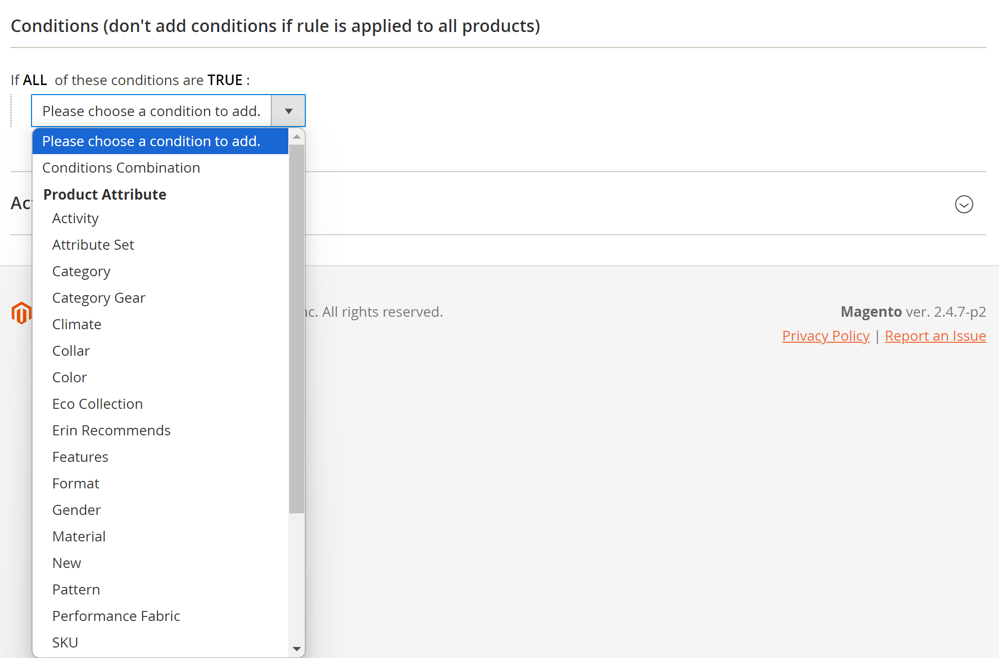 Conditions (don't add conditions if rule is applied to all products)
If ALL of these conditions are TRUE :
Please choose a condition to add.
Please choose a condition to add.
Conditions Combination
Product Attribute
Activity
Attribute Set
Category
Category Gear
Climate
Collar
Color
Eco Collection
Erin Recommends
Features
Format
Gender
Material
New
Pattern
Performance Fabric
SKU
All rights reserved.
Magento ver. 2.4.7-p2
Privacy Policy | Report an Issue